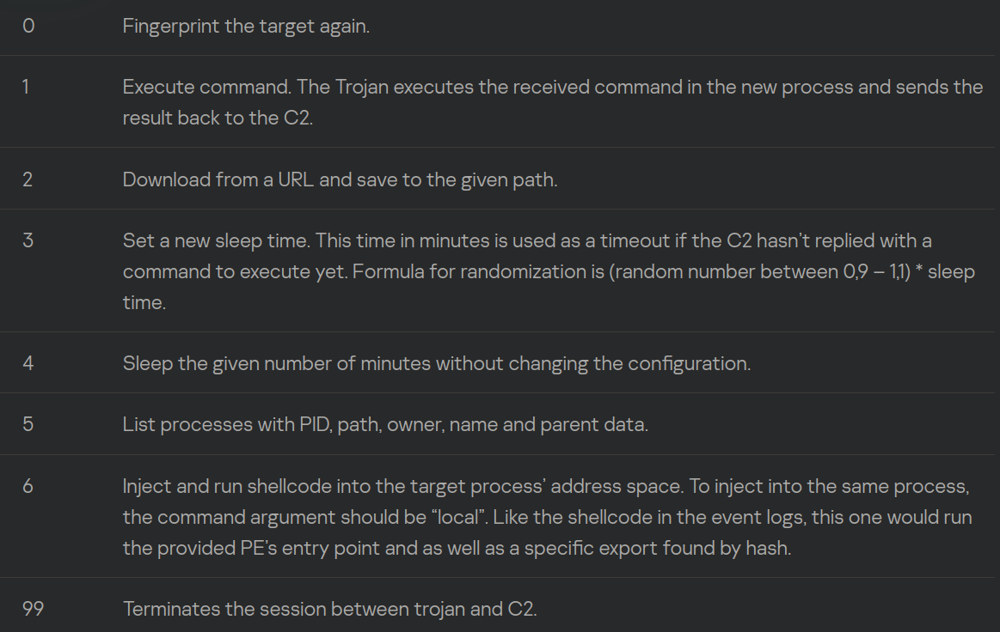 0 Fingerprint the target again.
1 Execute command. The Trojan executes the received command in the new process and sends the
result back to the C2.
2 Download from a URL and save to the given path.
3 Set a new sleep time. This time in minutes is used as a timeout if the C2 hasn’t replied with a
command to execute yet. Formula for randomization is (random number between 0,9 – 1,1) * sleep
time.
4 Sleep the given number of minutes without changing the configuration.
5 List processes with PID, path, owner, name and parent data.
6 Inject and run shellcode into the target process’ address space. To inject into the same process,
the command argument should be “local”. Like the shellcode in the event logs, this one would run
the provided PE’s entry point and as well as a specific export found by hash.
99 Terminates the session between trojan and C2.